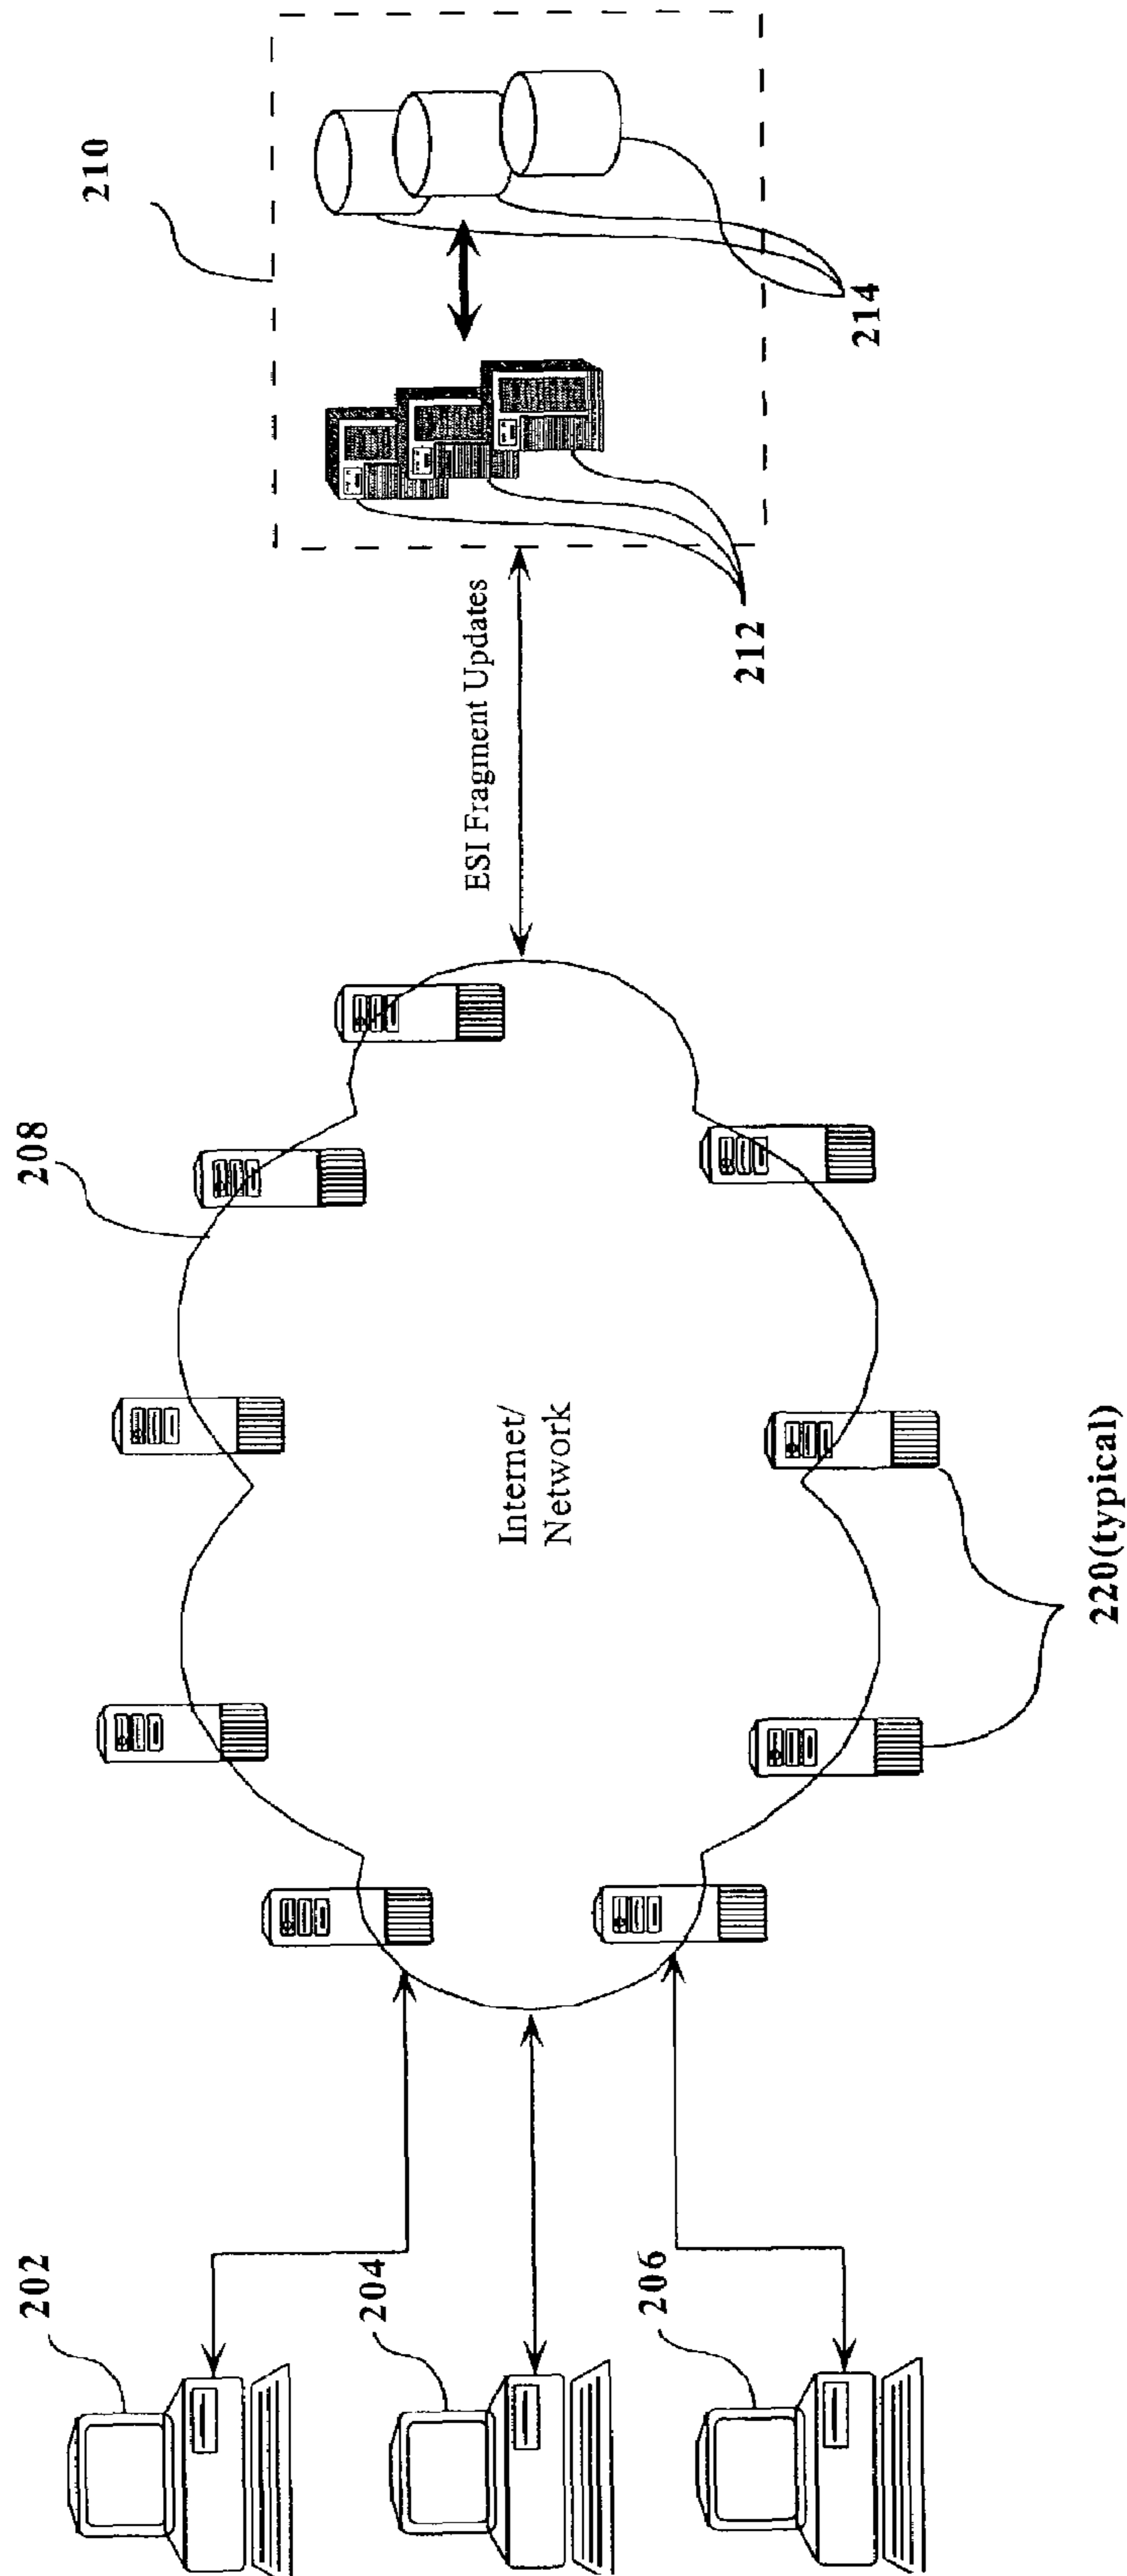 202
204
206
208
Internet/
Network
220(typical)
ESI Fragment Updates
210
212
214